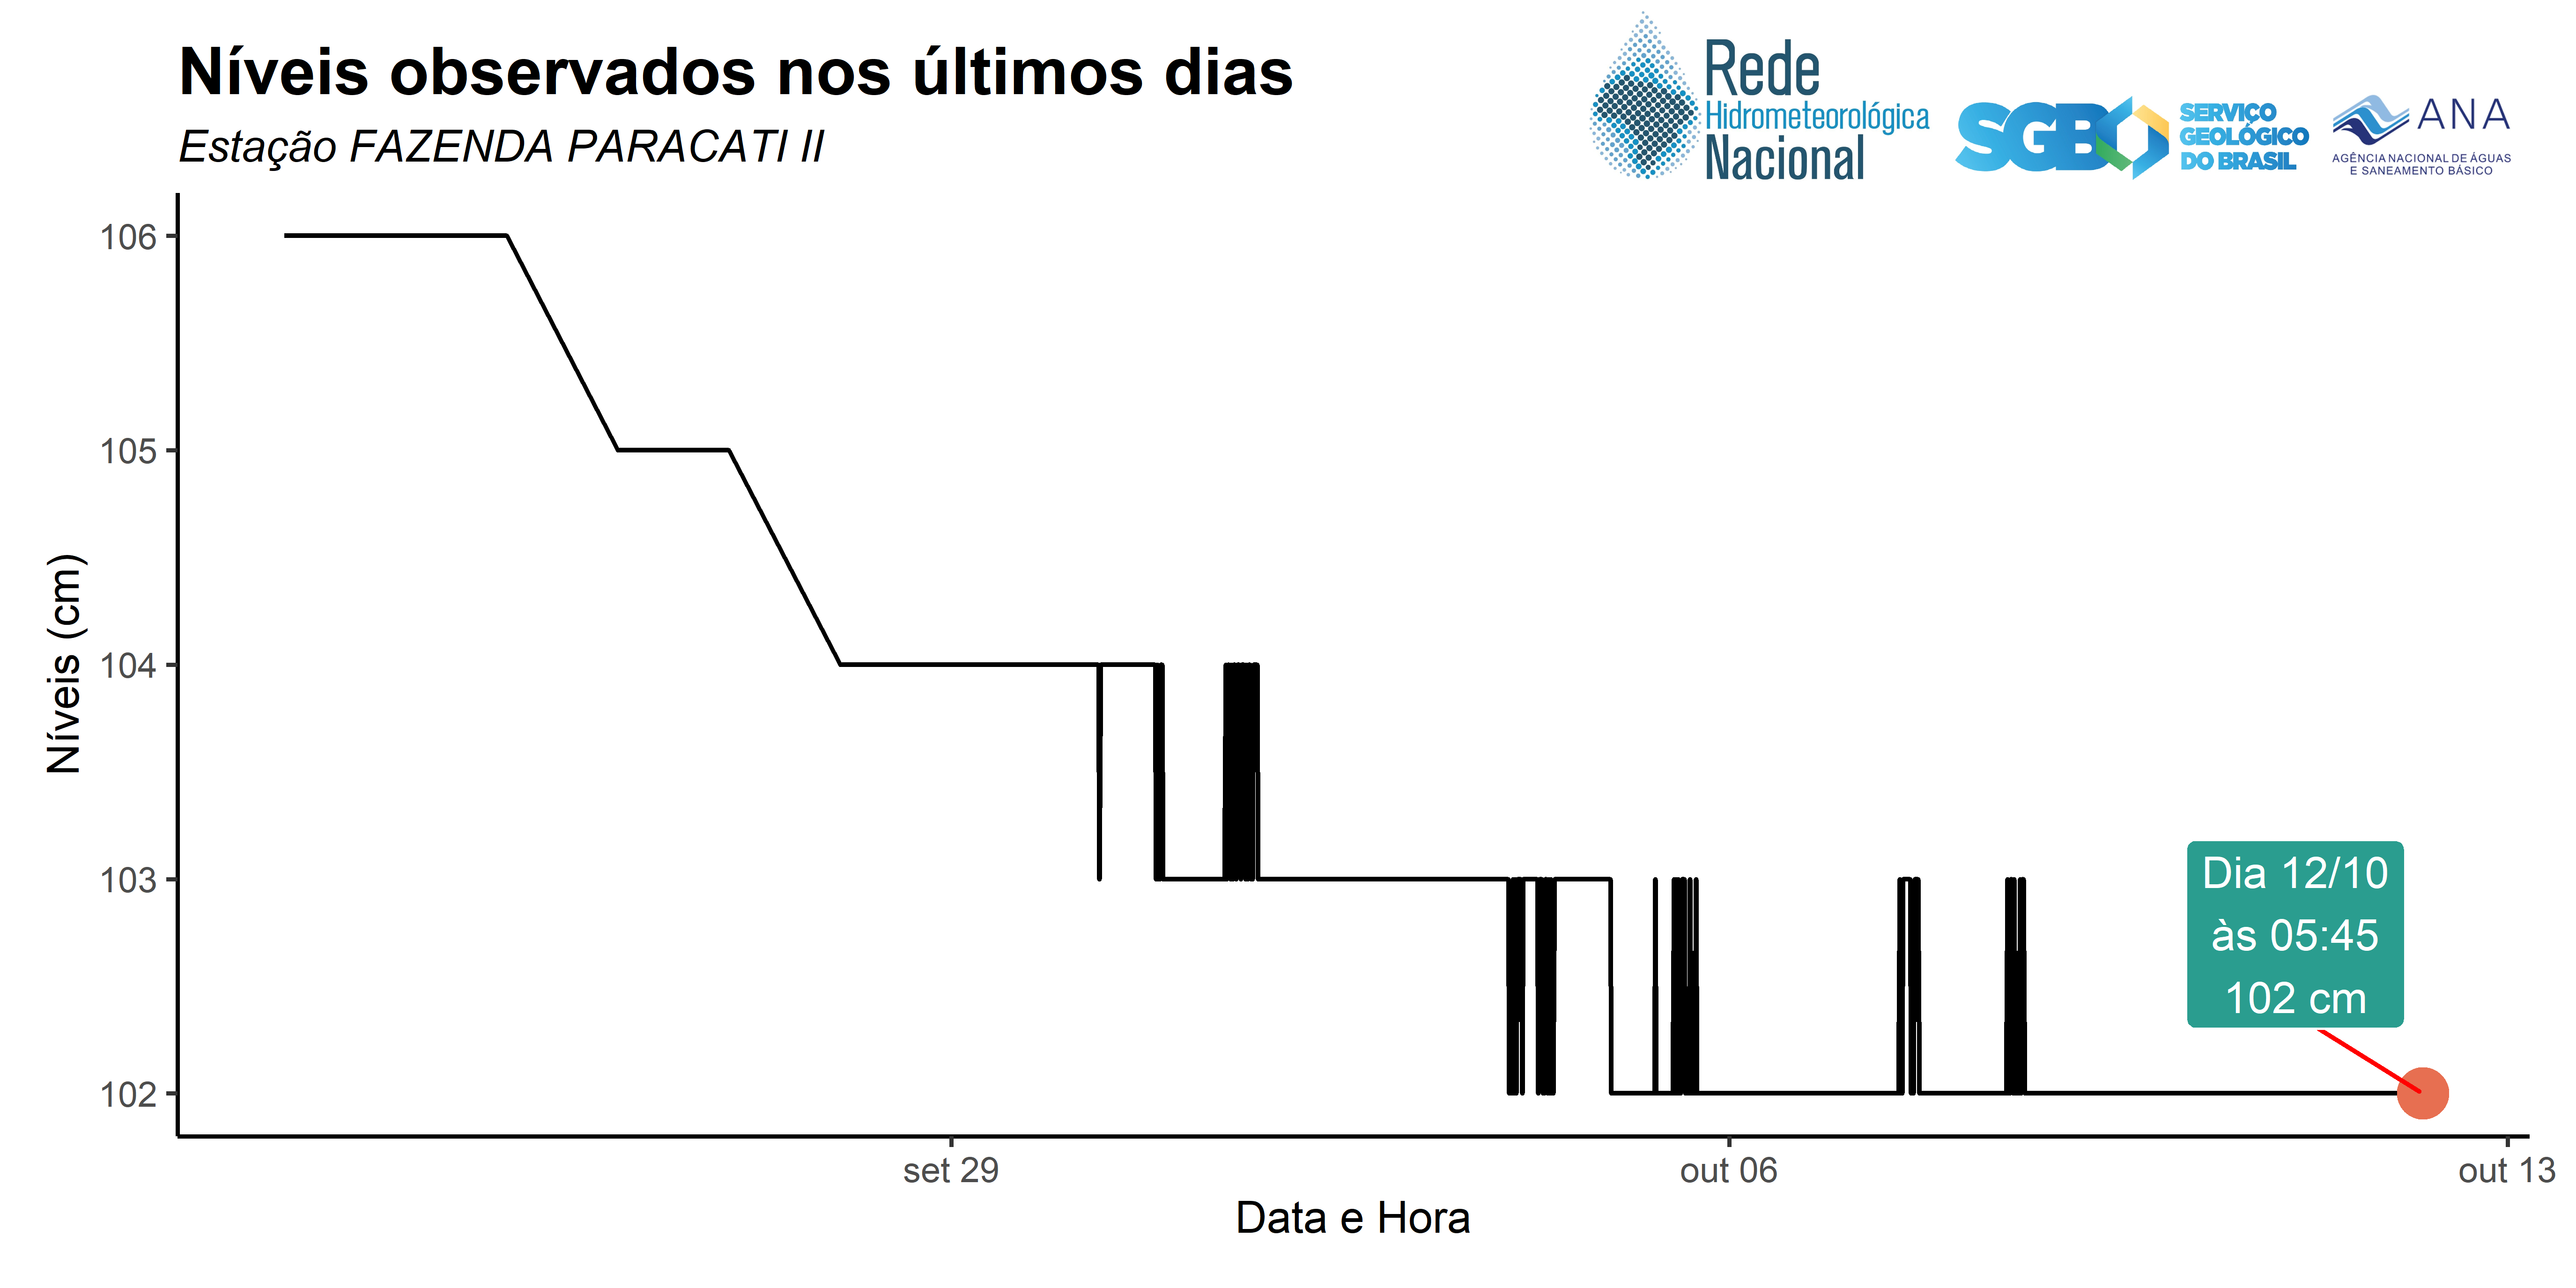 Níveis observados nos últimos dias
Estação FAZENDA PARACATI II
Rede
Hidrometeorológica
Nacional
SGB
SERVIÇO
GEOLÓGICO
DO BRASIL
ANA
AGÊNCIA NACIONAL DE ÁGUAS
E SANEAMENTO BÁSICO
Níveis (cm)
106
105
104
103
102
Dia 12/10
às 05:45
102 cm
set 29
out 06
out 13
Data e Hora